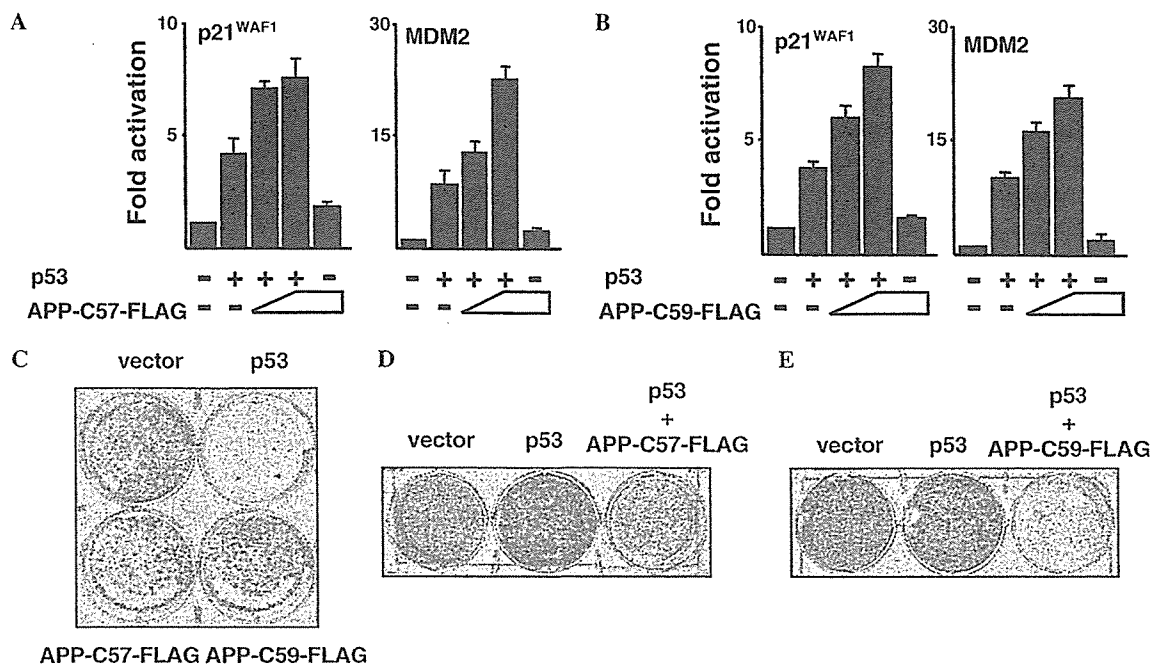 A
B
10
p21WAF1
30
MDM2
10
p21WAF1
30
MDM2
Fold activation
5
15
Fold activation
5
15
p53 - + + + - - + + + -
APP-C57-FLAG - - - -
p53 - + + + - - + + + -
APP-C59-FLAG - - - -
C
vector p53
APP-C57-FLAG APP-C59-FLAG
D
vector p53
p53
+
APP-C57-FLAG
E
vector p53
p53
+
APP-C59-FLAG